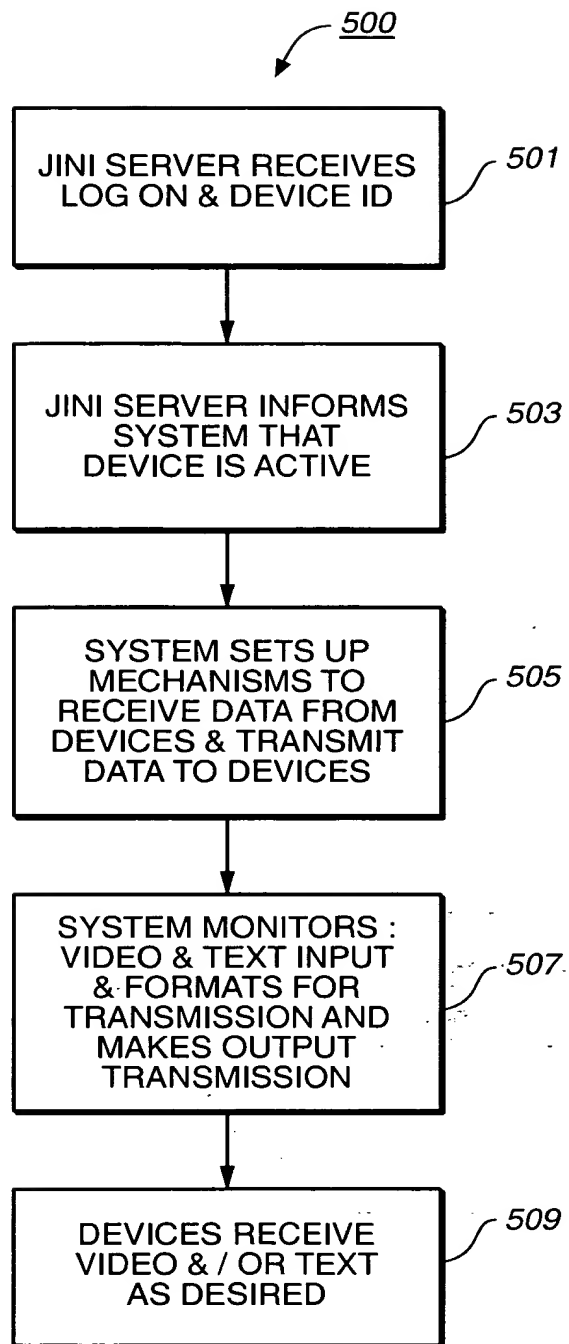 500
JINI SERVER RECEIVES
LOG ON & DEVICE ID
501
JINI SERVER INFORMS
SYSTEM THAT
DEVICE IS ACTIVE
503
SYSTEM SETS UP
MECHANISMS TO
RECEIVE DATA FROM
DEVICES & TRANSMIT
DATA TO DEVICES
505
SYSTEM MONITORS :
VIDEO & TEXT INPUT
& FORMATS FOR
TRANSMISSION AND
MAKES OUTPUT
TRANSMISSION
507
DEVICES RECEIVE
VIDEO & / OR TEXT
AS DESIRED
509